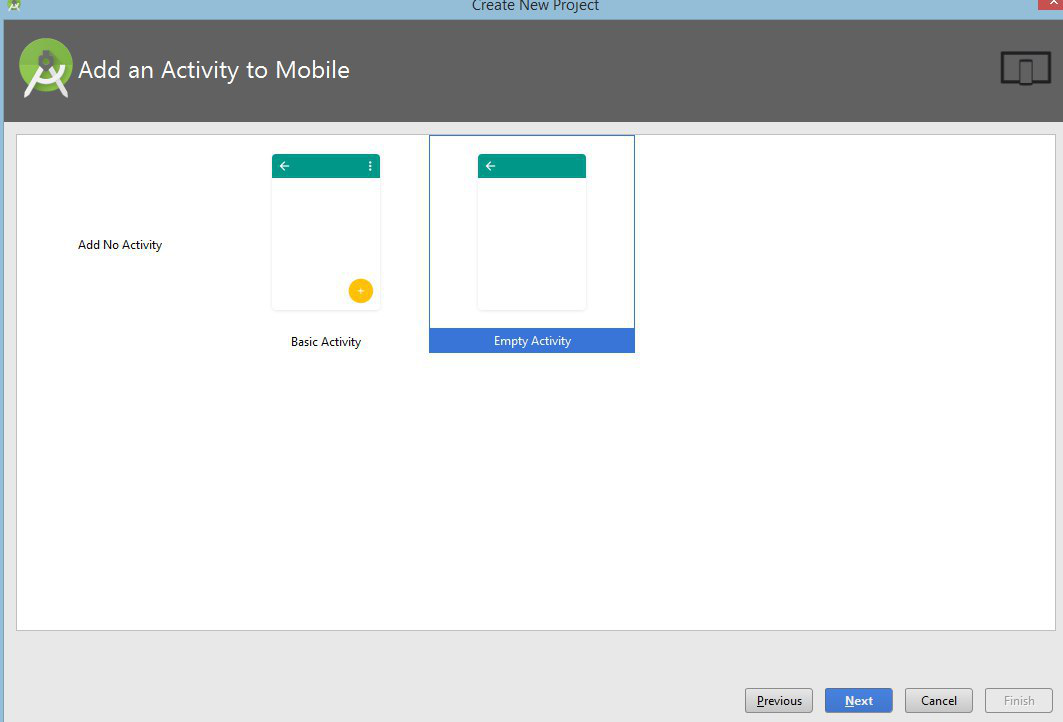 Create New Project
Add an Activity to Mobile
Add No Activity
Basic Activity
Empty Activity
Previous
Next
Cancel
Finish